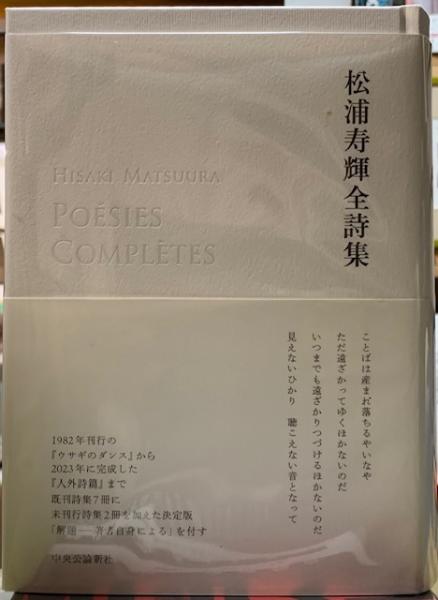 松浦寿輝全詩集
HISAKI MATSUURA
POÉSIES
COMPLÈTES
ことばは産まれ落ちるやいなや
ただ遠ざかってゆくほかないのだ
いつまでも遠ざかりつづけるほかないのだ
見えないひかり 聴こえない音となって
1982年刊行の
『ウサギのダンス』から
2023年に完成した
『人外詩篇』まで
既刊詩集7冊に
未刊行詩集2冊を加えた決定版
「解題――著者自身による」を付す
中央公論新社